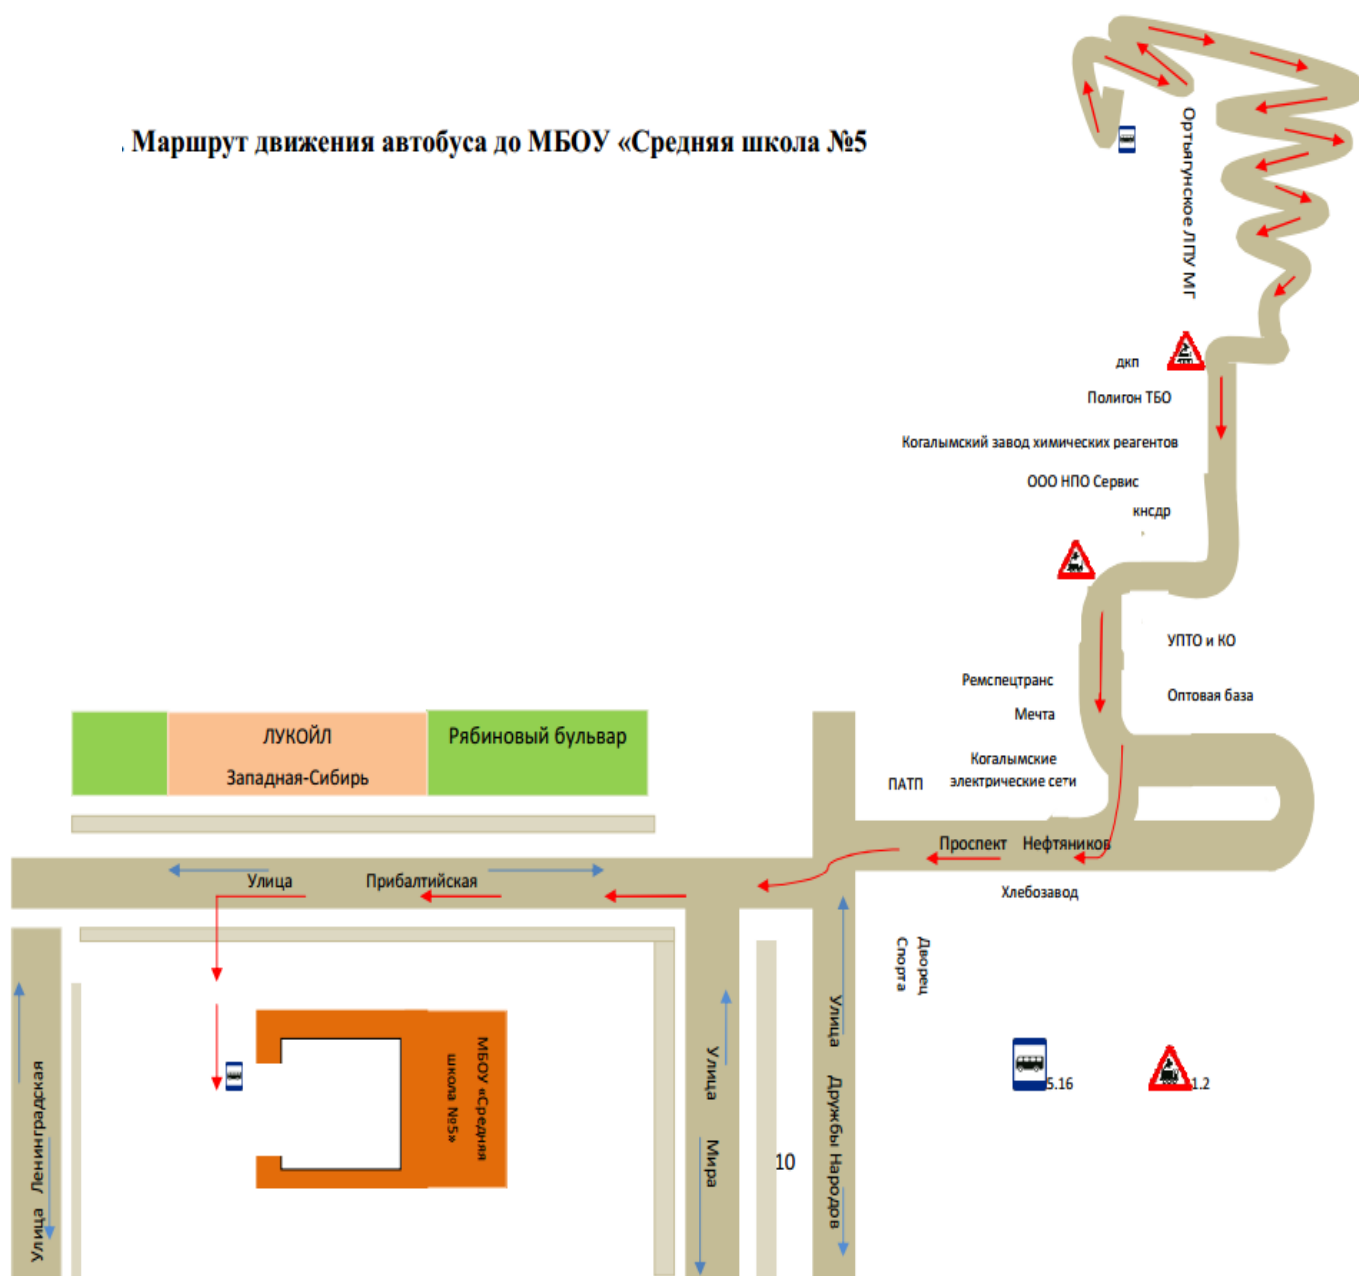 . Маршрут движения автобуса до МБОУ «Средняя школа №5
Ортьягунское ЛПУ МГ
дкп
Полигон ТБО
Когалымский завод химических реагентов
ООО НПО Сервис
кнсдр
УПТО и КО
Ремспецтранс
Оптовая база
Мечта
ЛУКОЙЛ
Западная-Сибирь
Рябиновый бульвар
Когалымские
электрические сети
ПАТП
Проспект Нефтяников
Улица Прибалтийская
Хлебозавод
Дворец
Спорта
МБОУ «Средняя
школа №5»
Улица Ленинградская
Улица Мира
10
Улица Дружбы Народов
5.16
1.2